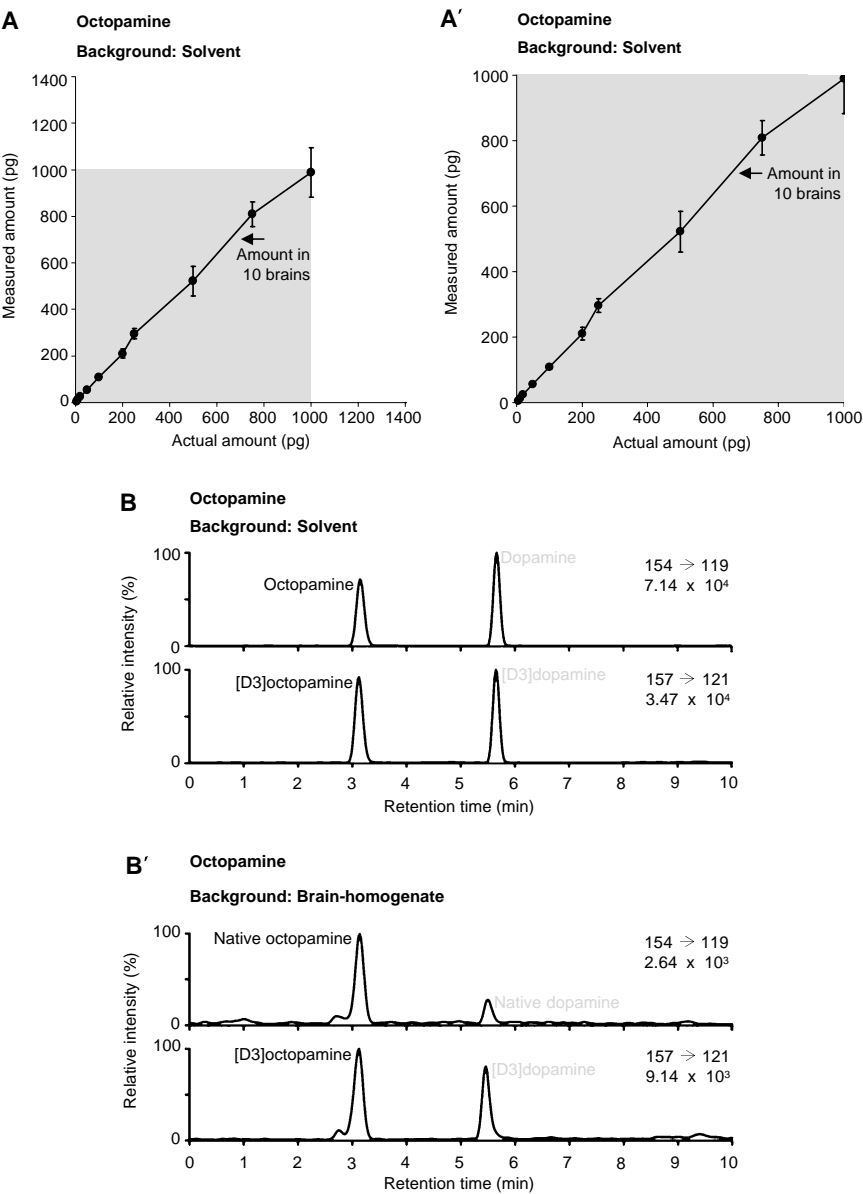 A
Octopamine
Background: Solvent
1400
1200
1000
800
600
400
200
0
Measured amount (pg)
Amount in
10 brains
0 200 400 600 800 1000 1200 1400
Actual amount (pg)
A′
Octopamine
Background: Solvent
1000
800
600
400
200
0
Measured amount (pg)
Amount in
10 brains
0 200 400 600 800 1000
Actual amount (pg)
B
Octopamine
Background: Solvent
Relative intensity (%)
100
0
Octopamine
Dopamine
154 → 119
7.14 x 10⁴
100
0
[D3]octopamine
[D3]dopamine
157 → 121
3.47 x 10⁴
0 1 2 3 4 5 6 7 8 9 10
Retention time (min)
B′
Octopamine
Background: Brain-homogenate
Relative intensity (%)
100
0
Native octopamine
Native dopamine
154 → 119
2.64 x 10³
100
0
[D3]octopamine
[D3]dopamine
157 → 121
9.14 x 10³
0 1 2 3 4 5 6 7 8 9 10
Retention time (min)